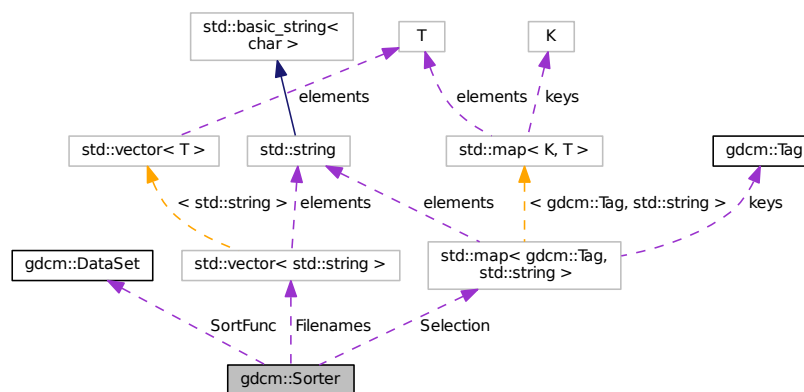 std::basic_string<
char >
T
K
elements
elements
keys
std::vector< T >
std::string
std::map< K, T >
gdcm::Tag
< std::string >
elements
elements
< gdcm::Tag, std::string >
keys
gdcm::DataSet
std::vector< std::string >
std::map< gdcm::Tag,
std::string >
SortFunc
Filenames
Selection
gdcm::Sorter